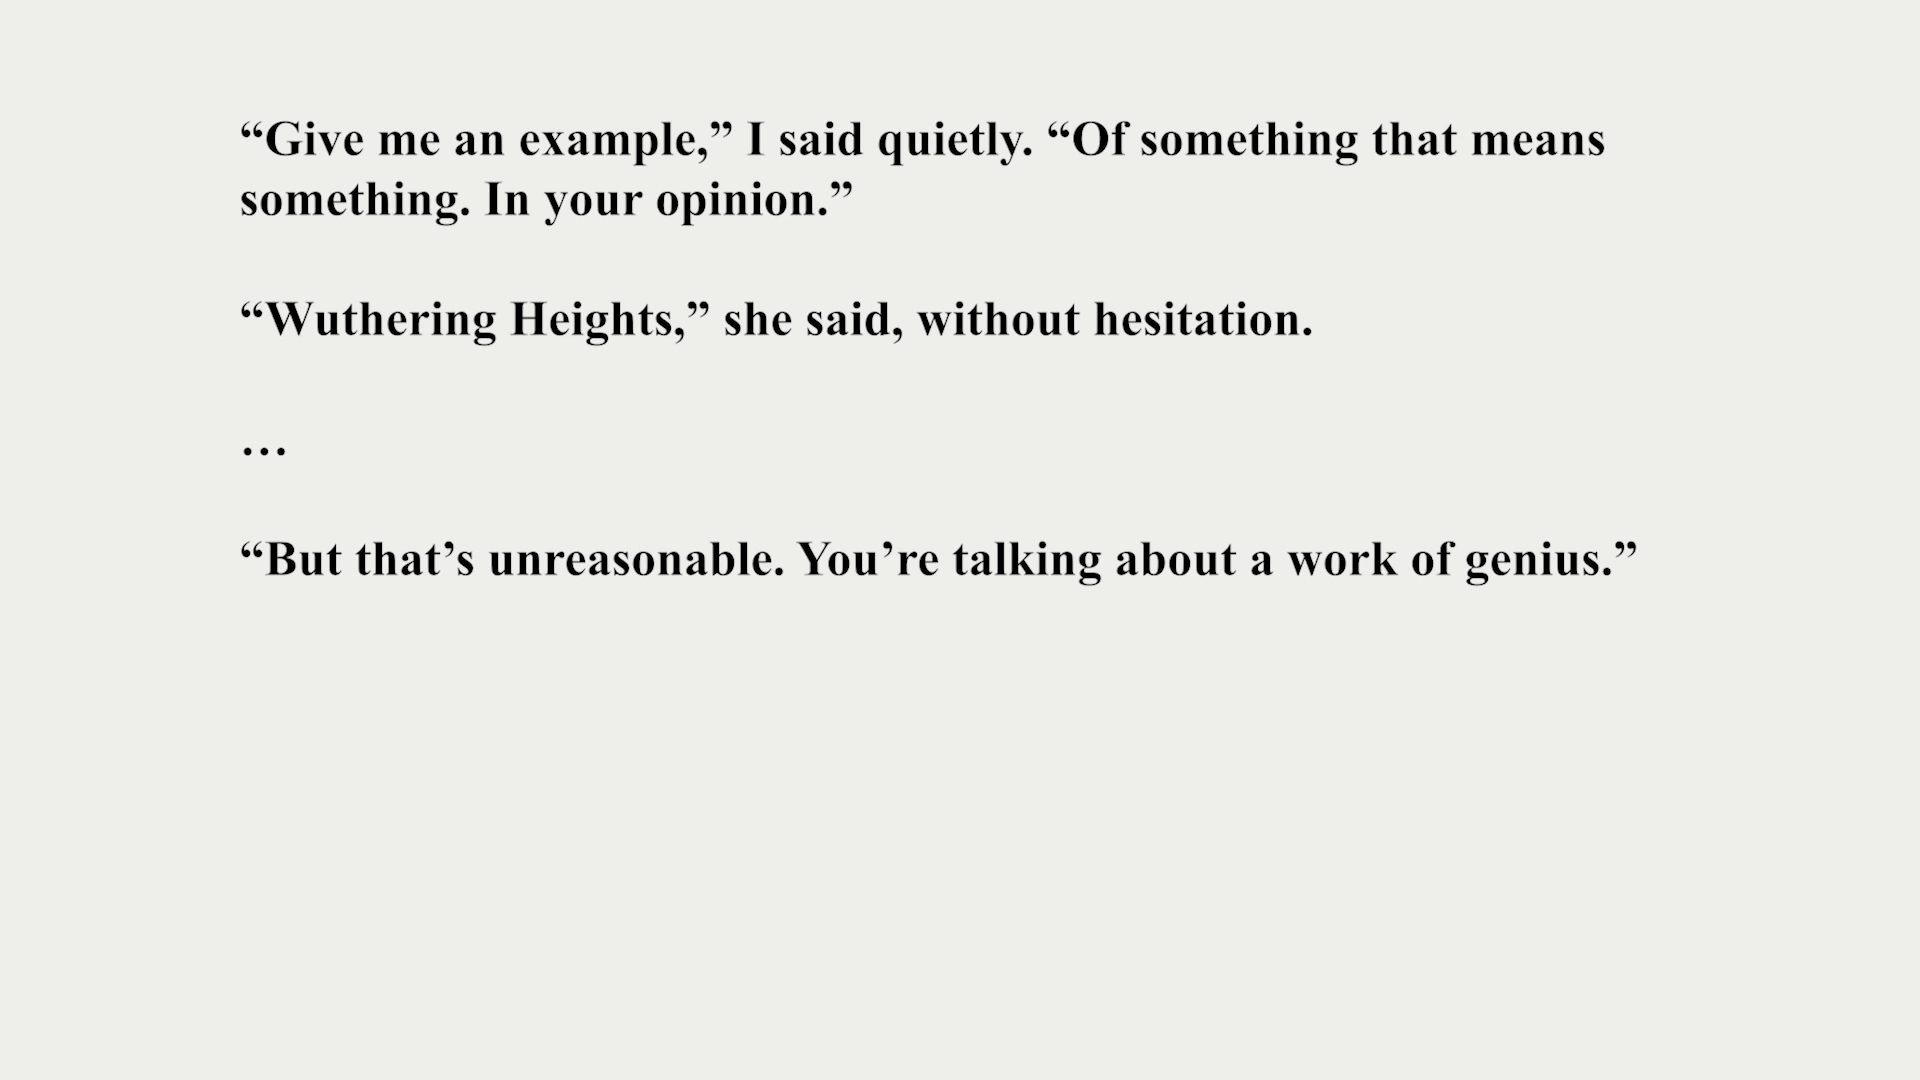 “Give me an example,” I said quietly. “Of something that means
something. In your opinion.”
“Wuthering Heights,” she said, without hesitation.
…
“But that’s unreasonable. You’re talking about a work of genius.”